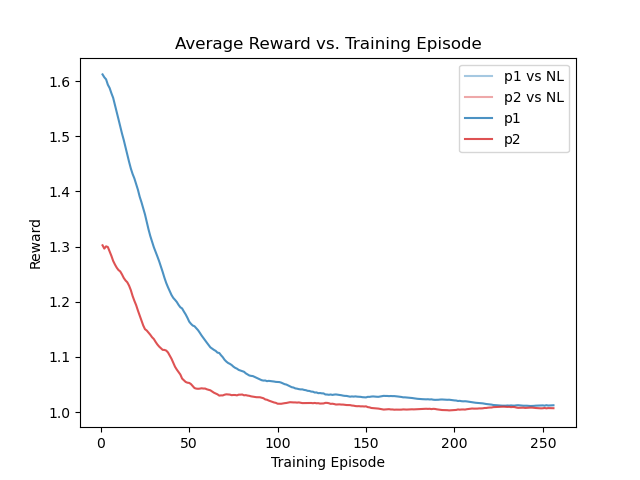 Average Reward vs. Training Episode
p1 vs NL
p2 vs NL
p1
p2
Reward
1.6
1.5
1.4
1.3
1.2
1.1
1.0
0
50
100
150
200
250
Training Episode